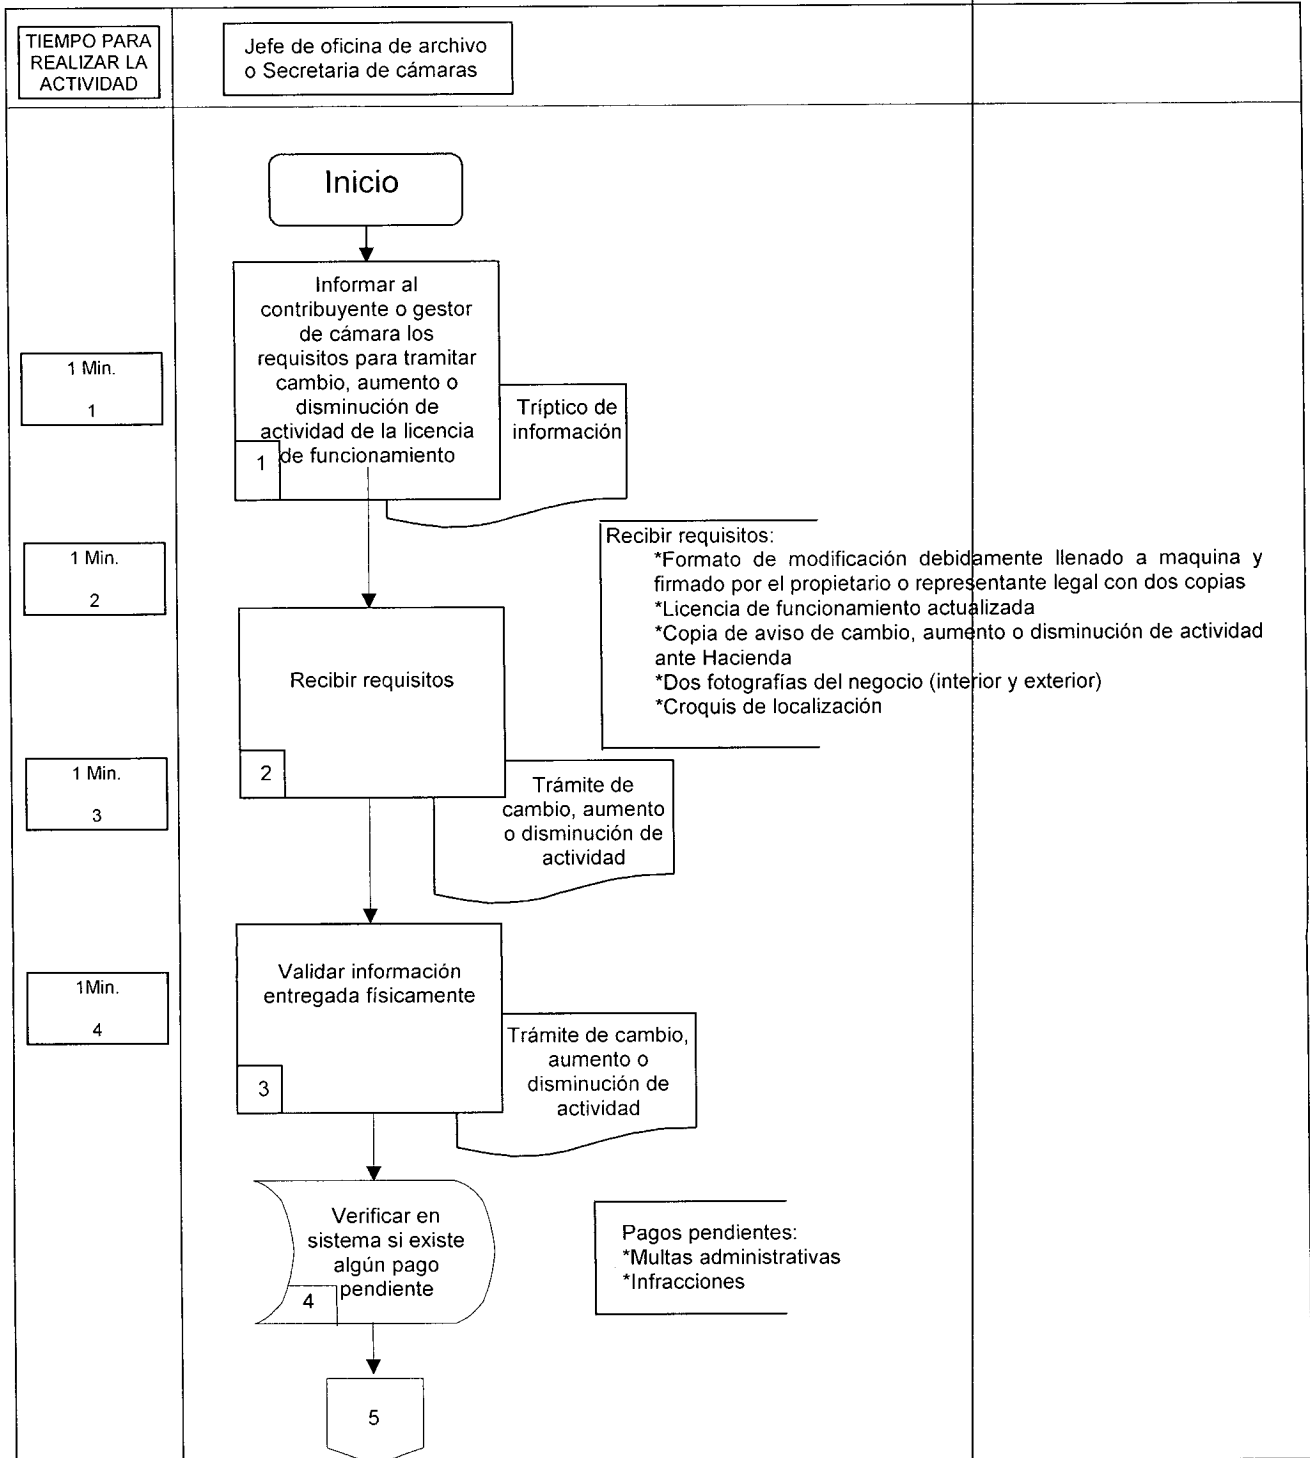 TIEMPO PARA
REALIZAR LA
ACTIVIDAD
Jefe de oficina de archivo
o Secretaria de cámaras
Inicio
Informar al
contribuyente o gestor
de cámara los
requisitos para tramitar
cambio, aumento o
disminución de
actividad de la licencia
de funcionamiento
1
1 Min.
1
Tríptico de
información
1 Min.
2
Recibir requisitos:
*Formato de modificación debidamente llenado a maquina y
firmado por el propietario o representante legal con dos copias
*Licencia de funcionamiento actualizada
*Copia de aviso de cambio, aumento o disminución de actividad
ante Hacienda
*Dos fotografías del negocio (interior y exterior)
*Croquis de localización
Recibir requisitos
2
1 Min.
3
Trámite de
cambio, aumento
o disminución de
actividad
Validar información
entregada físicamente
3
1Min.
4
Trámite de cambio,
aumento o
disminución de
actividad
Verificar en
sistema si existe
algún pago
pendiente
4
Pagos pendientes:
*Multas administrativas
*Infracciones
5